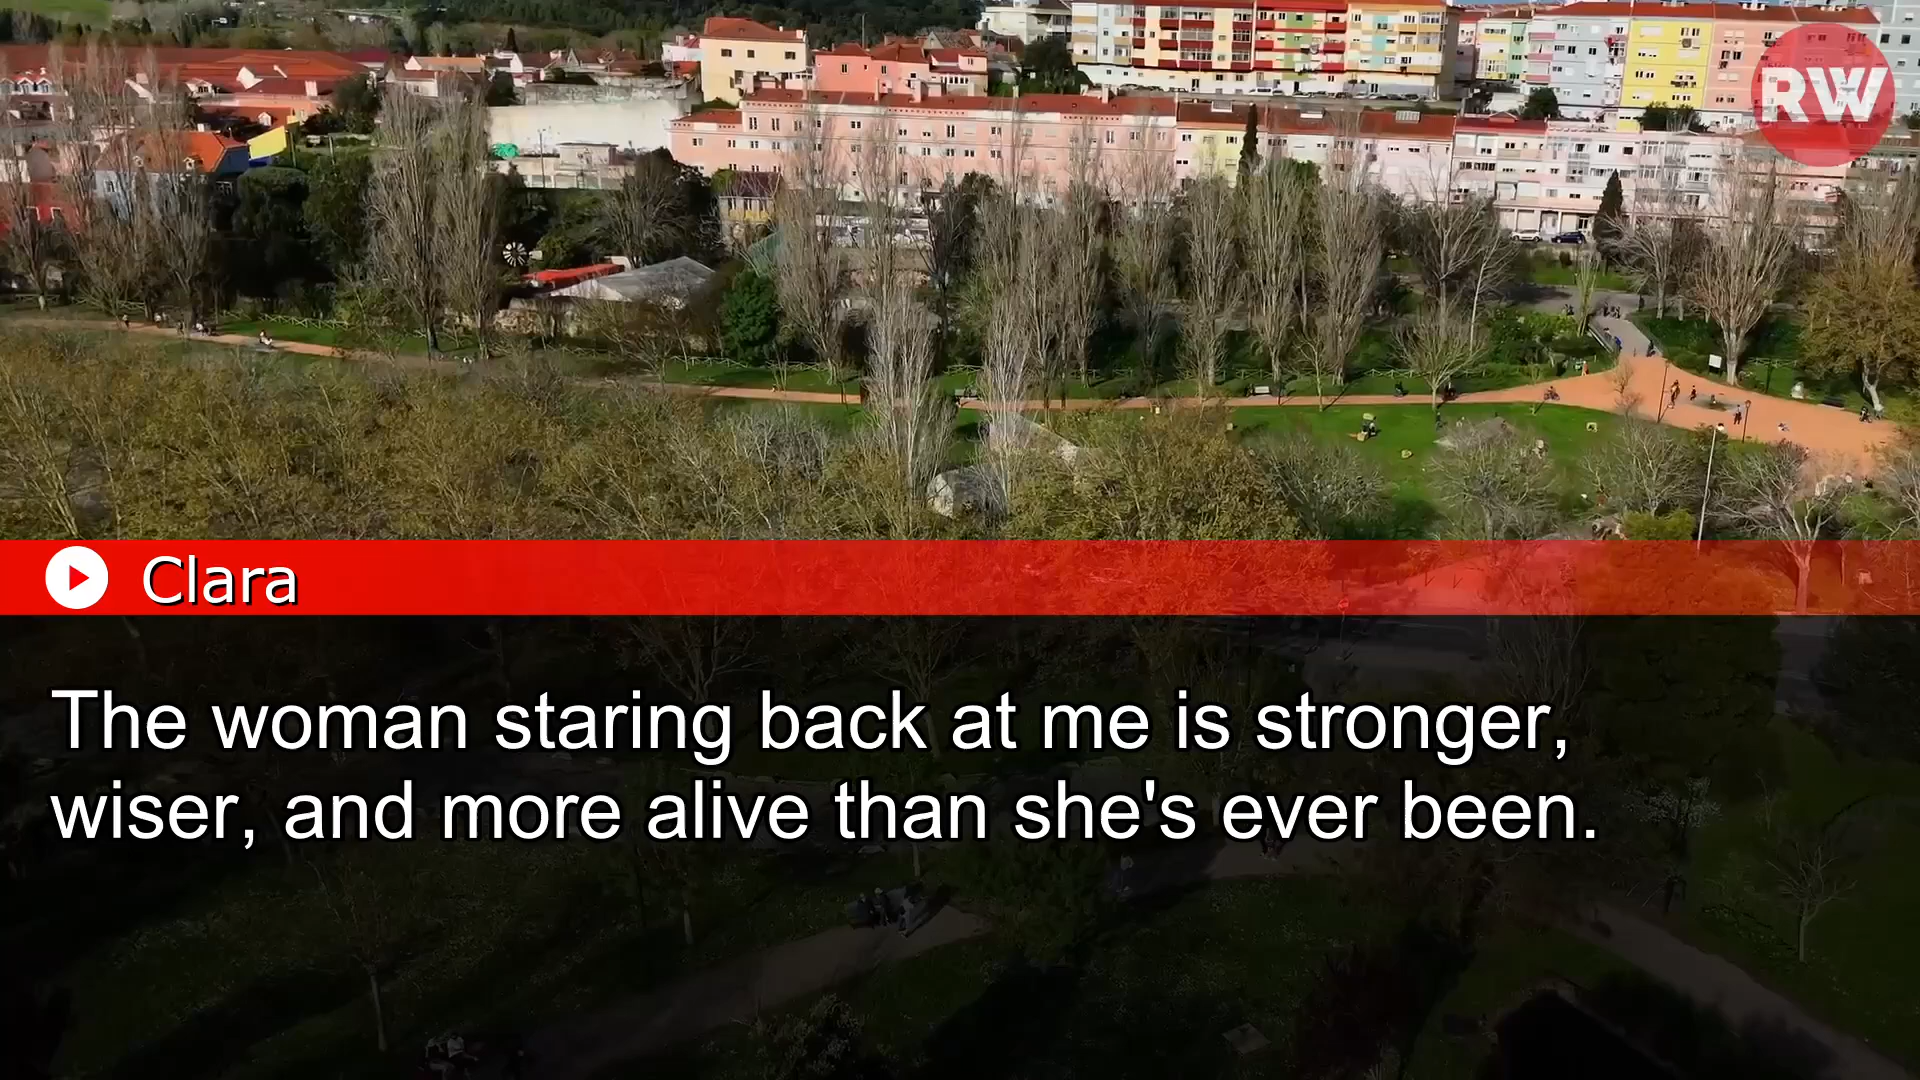 RW
Clara
The woman staring back at me is stronger,
wiser, and more alive than she's ever been.